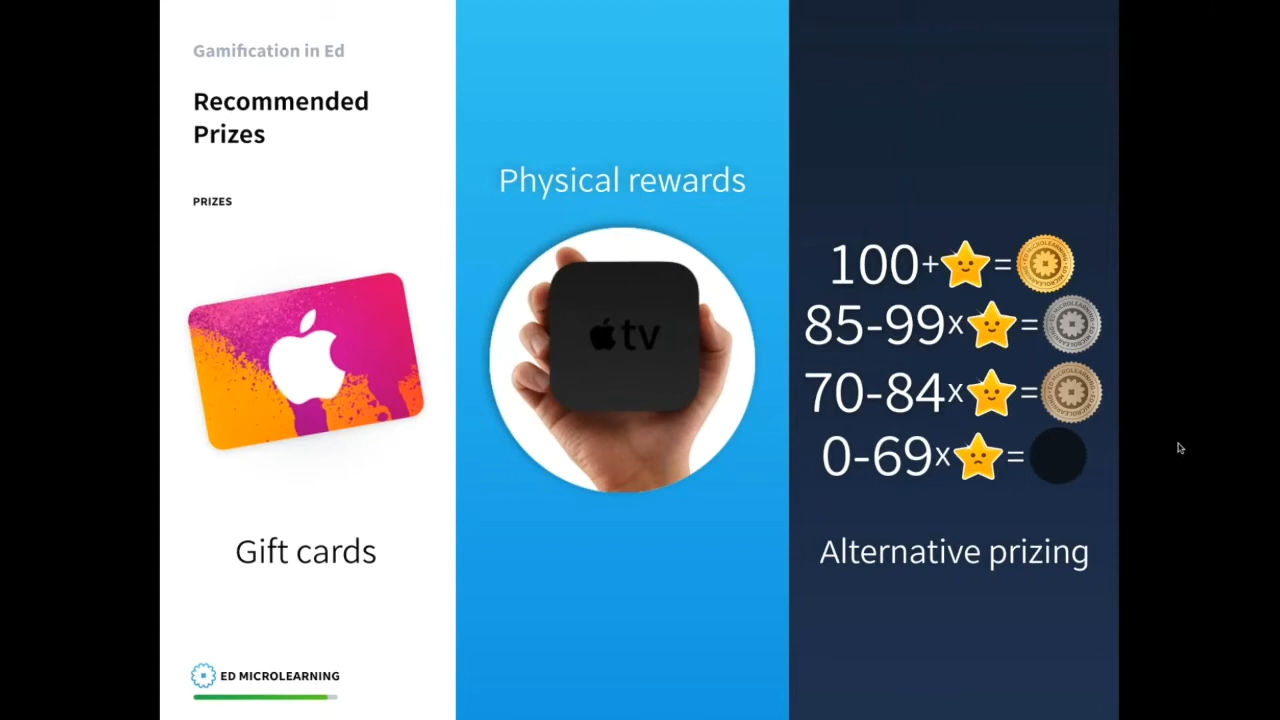 Gamification in Ed
Recommended
Prizes
PRIZES
Gift cards
ED MICROLEARNING
Physical rewards
tv
100+ =
85-99x =
70-84x =
0-69x =
Alternative prizing